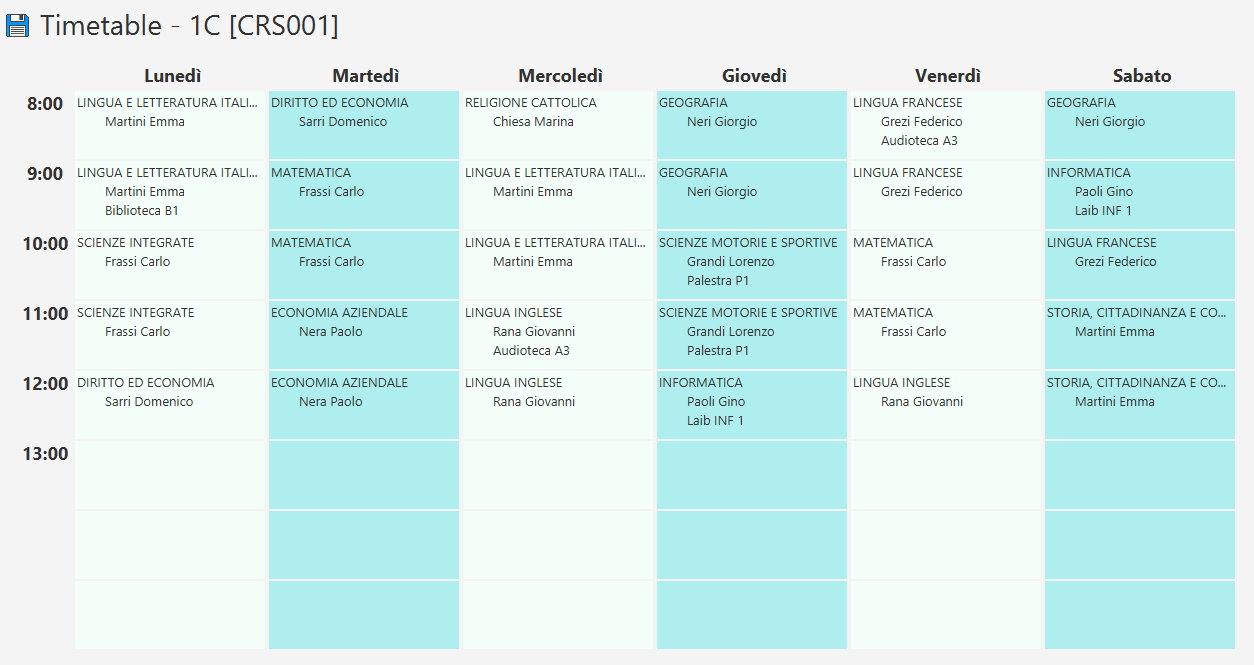 Timetable - 1C [CRS001]
Lunedì Martedì Mercoledì Giovedì Venerdì Sabato
8:00
LINGUA E LETTERATURA ITALI...
Martini Emma
DIRITTO ED ECONOMIA
Sarri Domenico
RELIGIONE CATTOLICA
Chiesa Marina
GEOGRAFIA
Neri Giorgio
LINGUA FRANCESE
Grezi Federico
Audioteca A3
GEOGRAFIA
Neri Giorgio
9:00
LINGUA E LETTERATURA ITALI...
Martini Emma
Biblioteca B1
MATEMATICA
Frassi Carlo
LINGUA E LETTERATURA ITALI...
Martini Emma
GEOGRAFIA
Neri Giorgio
LINGUA FRANCESE
Grezi Federico
INFORMATICA
Paoli Gino
Laib INF 1
10:00
SCIENZE INTEGRATE
Frassi Carlo
MATEMATICA
Frassi Carlo
LINGUA E LETTERATURA ITALI...
Martini Emma
SCIENZE MOTORIE E SPORTIVE
Grandi Lorenzo
Palestra P1
MATEMATICA
Frassi Carlo
LINGUA FRANCESE
Grezi Federico
11:00
SCIENZE INTEGRATE
Frassi Carlo
ECONOMIA AZIENDALE
Nera Paolo
LINGUA INGLESE
Rana Giovanni
Audioteca A3
SCIENZE MOTORIE E SPORTIVE
Grandi Lorenzo
Palestra P1
MATEMATICA
Frassi Carlo
STORIA, CITTADINANZA E CO...
Martini Emma
12:00
DIRITTO ED ECONOMIA
Sarri Domenico
ECONOMIA AZIENDALE
Nera Paolo
LINGUA INGLESE
Rana Giovanni
INFORMATICA
Paoli Gino
Laib INF 1
LINGUA INGLESE
Rana Giovanni
STORIA, CITTADINANZA E CO...
Martini Emma
13:00